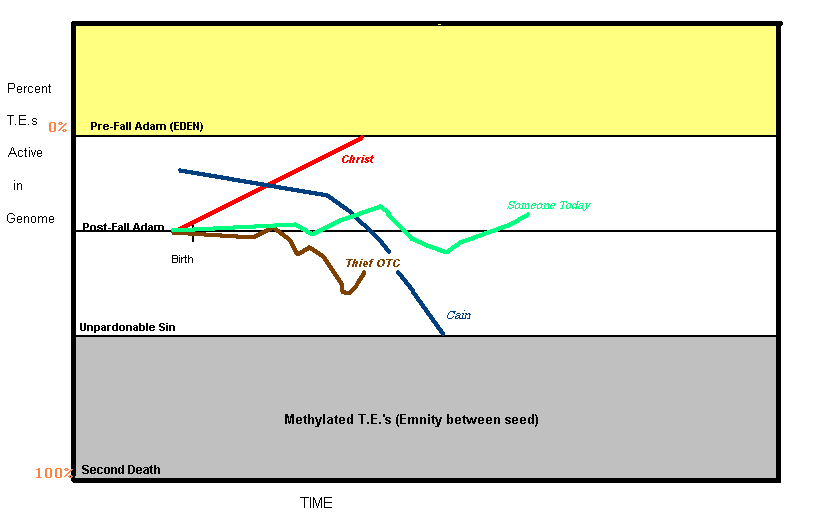 Percent
T.E.s
Active
in
Genome
0%
Pre-Fall Adam (EDEN)
Christ
Someone Today
Post-Fall Adam
Birth
Thief OTC
Cain
Unpardonable Sin
Methylated T.E.'s (Emnity between seed)
100%
Second Death
TIME